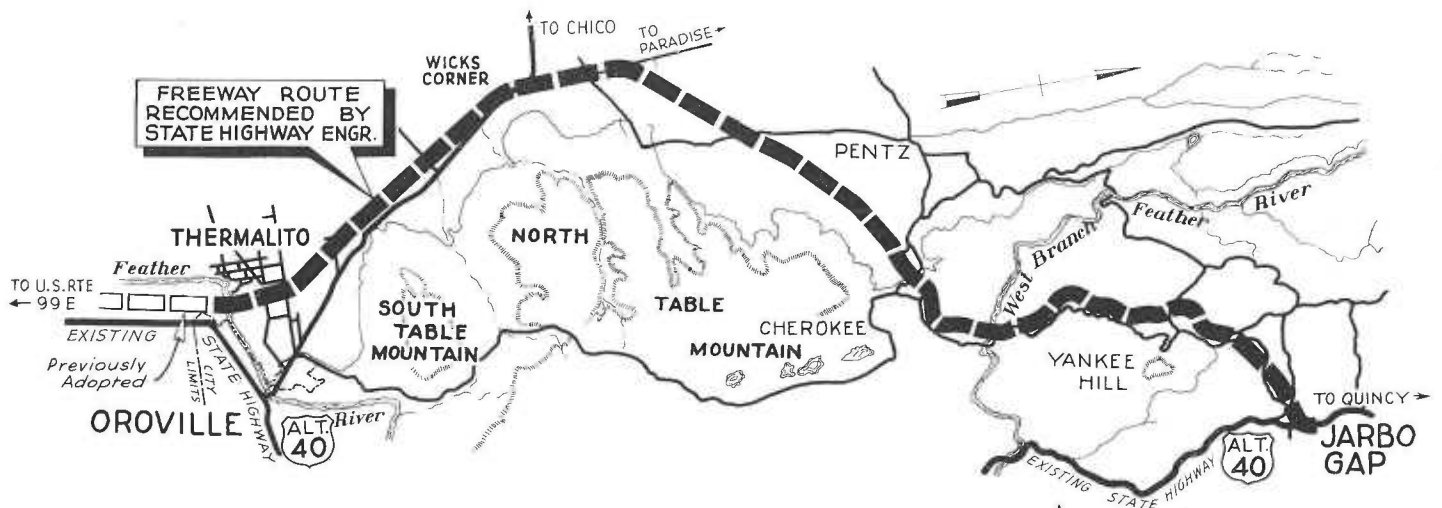 TO CHICO
TO
PARADISE
WICKS
CORNER
FREEWAY ROUTE
RECOMMENDED BY
STATE HIGHWAY ENGR.
PENTZ
THERMALITO
NORTH
West Branch
Feather
River
Feather
TO U.S. RTE
99 E
SOUTH
TABLE
MOUNTAIN
TABLE
CHEROKEE
MOUNTAIN
EXISTING
STATE HIGHWAY
Previously
Adopted
CITY
LIMITS
YANKEE
HILL
TO QUINCY
OROVILLE
ALT.
40
River
JARBO
GAP
ALT.
40
EXISTING STATE HIGHWAY